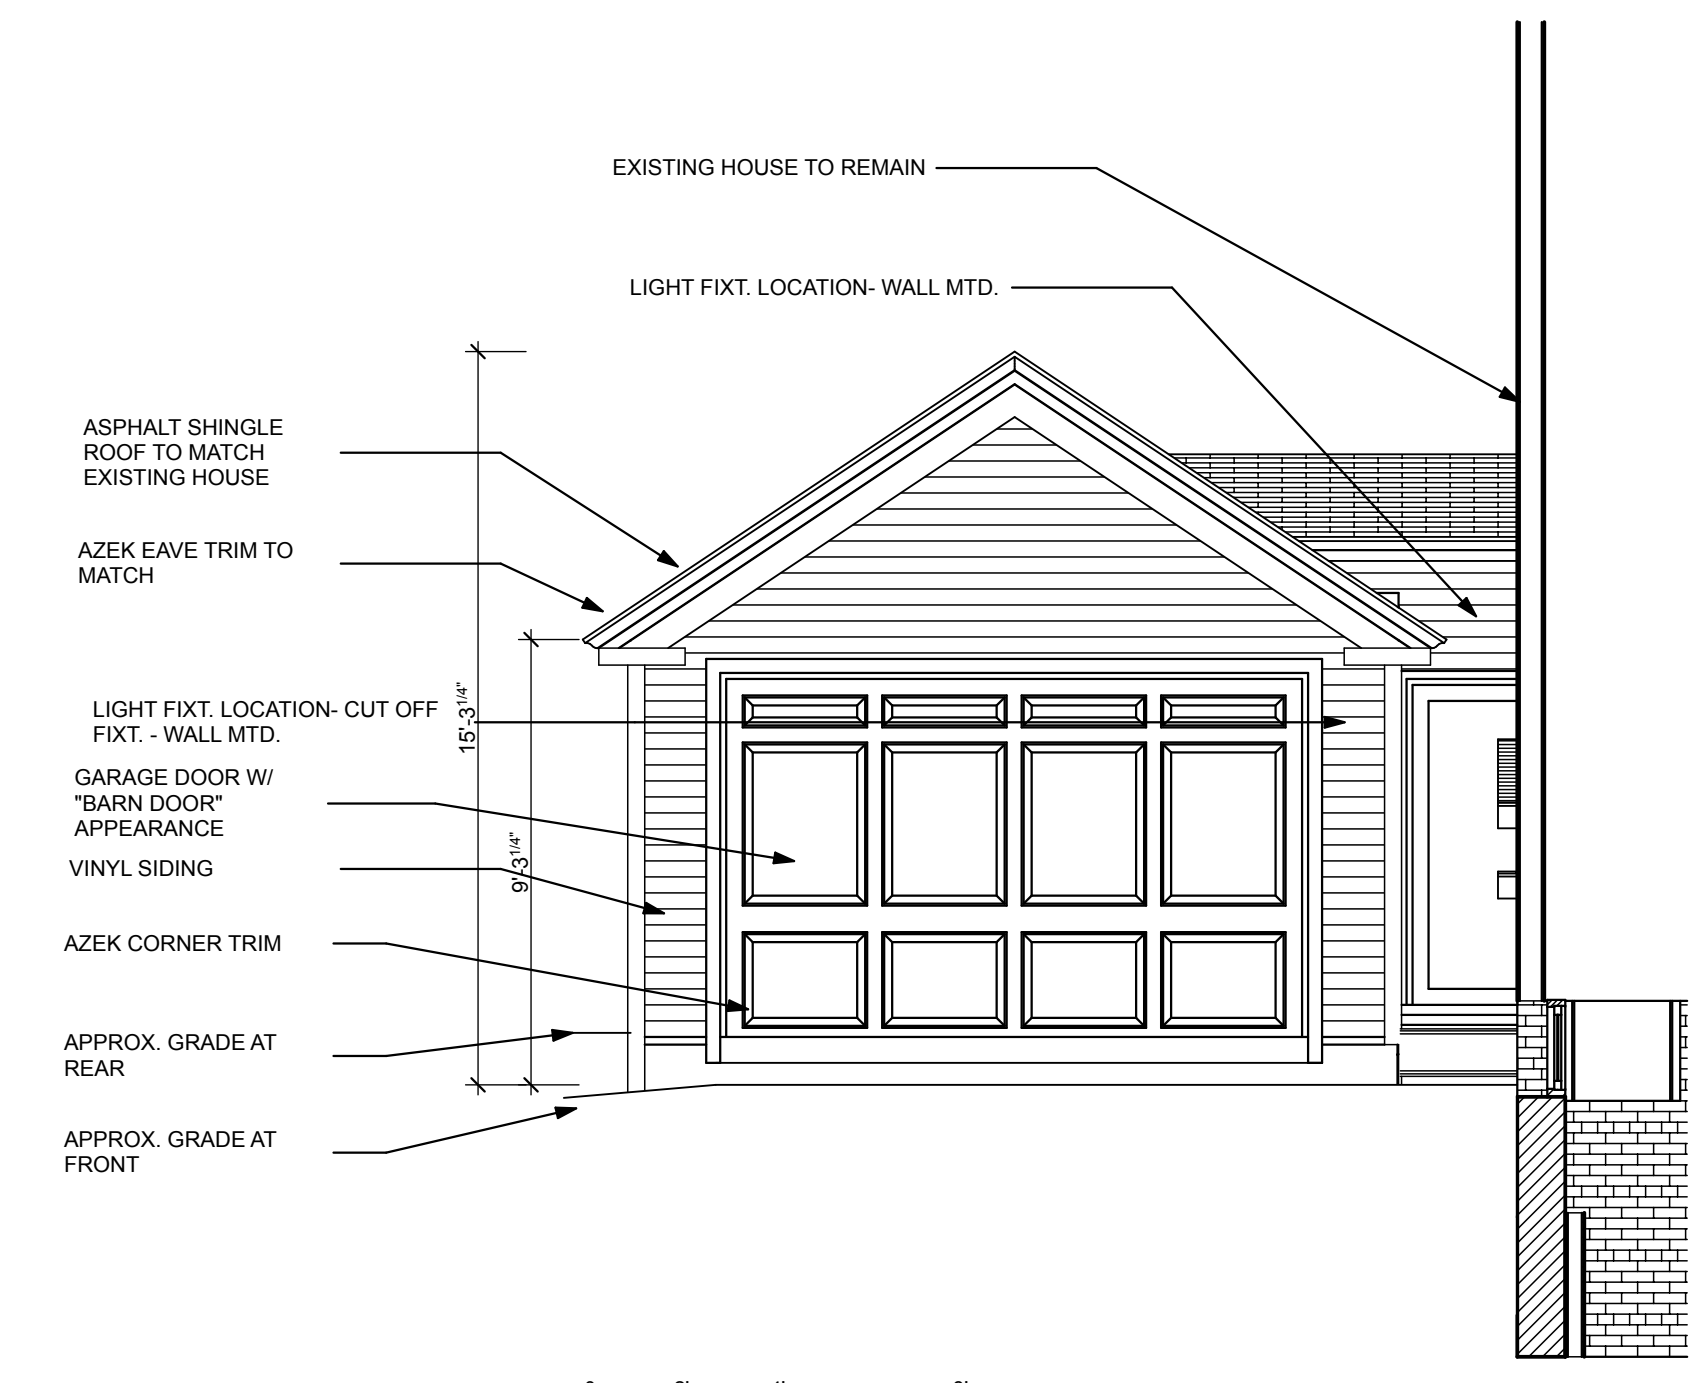 EXISTING HOUSE TO REMAIN
LIGHT FIXT. LOCATION- WALL MTD.
ASPHALT SHINGLE
ROOF TO MATCH
EXISTING HOUSE
AZEK EAVE TRIM TO
MATCH
LIGHT FIXT. LOCATION- CUT OFF
FIXT. - WALL MTD.
15'-3 1/4"
GARAGE DOOR W/
"BARN DOOR"
APPEARANCE
9'-3 1/4"
VINYL SIDING
AZEK CORNER TRIM
APPROX. GRADE AT
REAR
APPROX. GRADE AT
FRONT